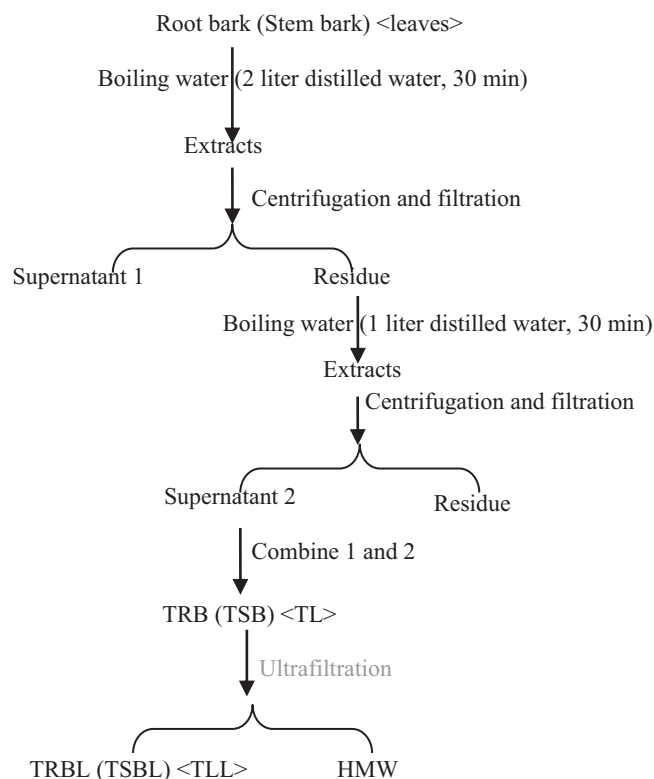 Root bark (Stem bark) <leaves>
Boiling water (2 liter distilled water, 30 min)
Extracts
Centrifugation and filtration
Supernatant 1
Residue
Boiling water (1 liter distilled water, 30 min)
Extracts
Centrifugation and filtration
Supernatant 2
Residue
Combine 1 and 2
TRB (TSB) <TL>
Ultrafiltration
TRBL (TSBL) <TLL>
HMW